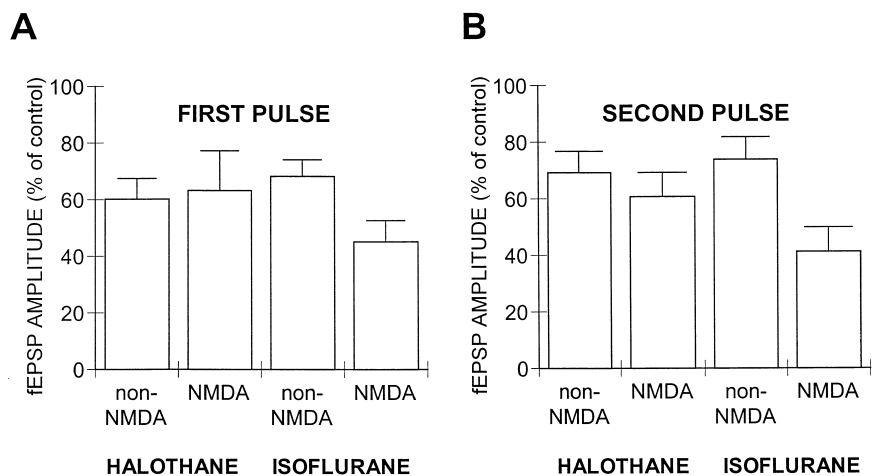 A
fEPSP AMPLITUDE (% of control)
100
80
60
40
20
0
FIRST PULSE
non-
NMDA
NMDA
non-
NMDA
NMDA
HALOTHANE
ISOFLURANE
B
fEPSP AMPLITUDE (% of control)
100
80
60
40
20
0
SECOND PULSE
non-
NMDA
NMDA
non-
NMDA
NMDA
HALOTHANE
ISOFLURANE